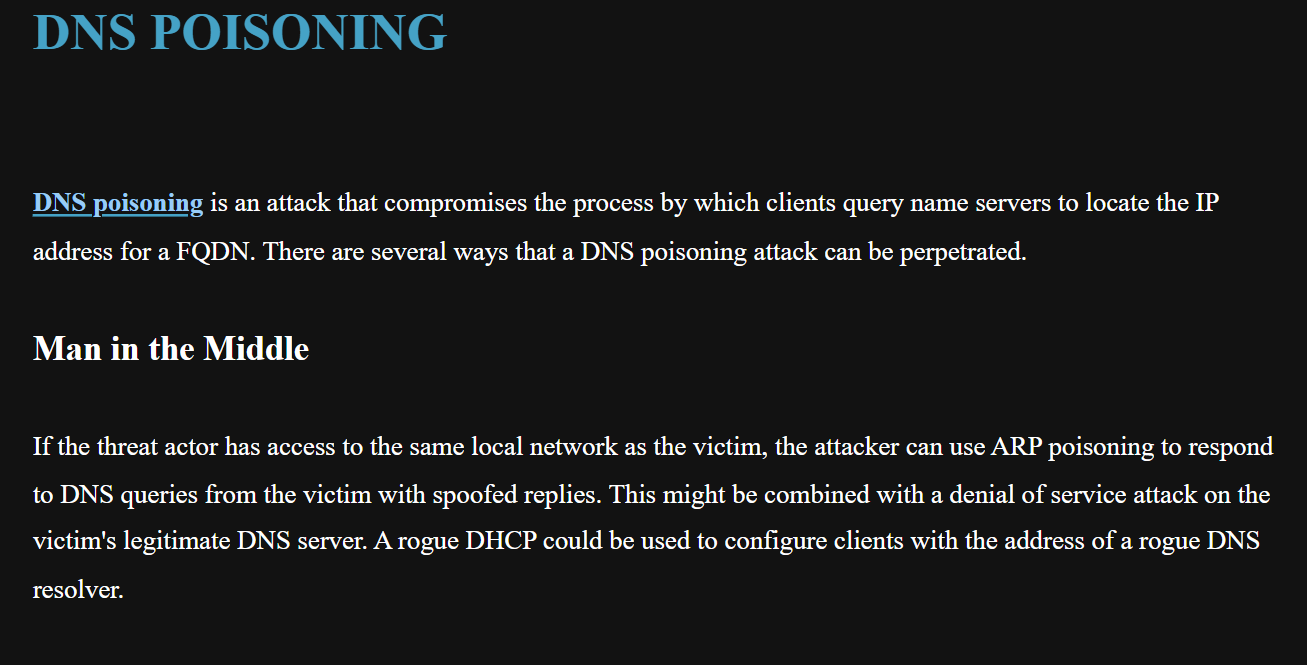 DNS POISONING
DNS poisoning is an attack that compromises the process by which clients query name servers to locate the IP
address for a FQDN. There are several ways that a DNS poisoning attack can be perpetrated.
Man in the Middle
If the threat actor has access to the same local network as the victim, the attacker can use ARP poisoning to respond
to DNS queries from the victim with spoofed replies. This might be combined with a denial of service attack on the
victim's legitimate DNS server. A rogue DHCP could be used to configure clients with the address of a rogue DNS
resolver.